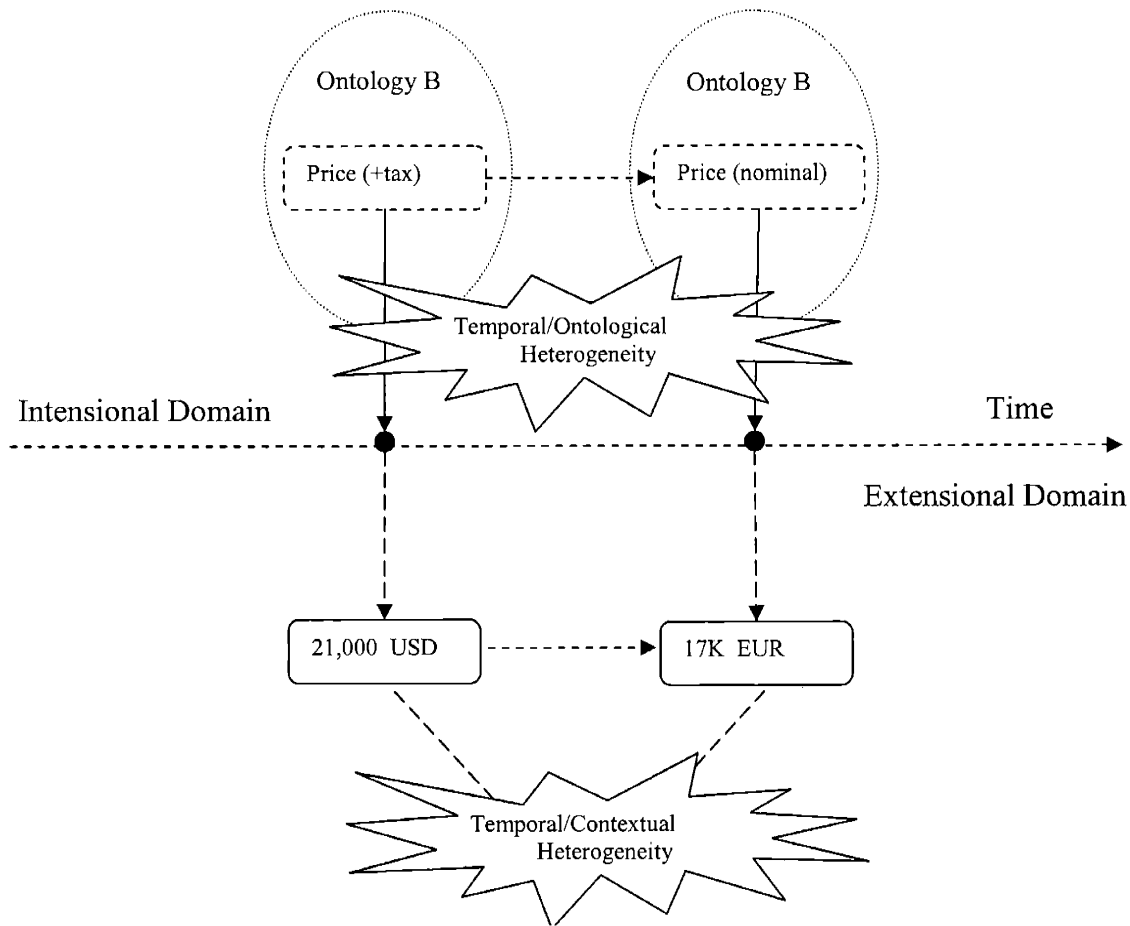 Ontology B
Ontology B
Price (+tax)
Price (nominal)
Temporal/Ontological
Heterogeneity
Intensional Domain
Time
Extensional Domain
21,000 USD
17K EUR
Temporal/Contextual
Heterogeneity